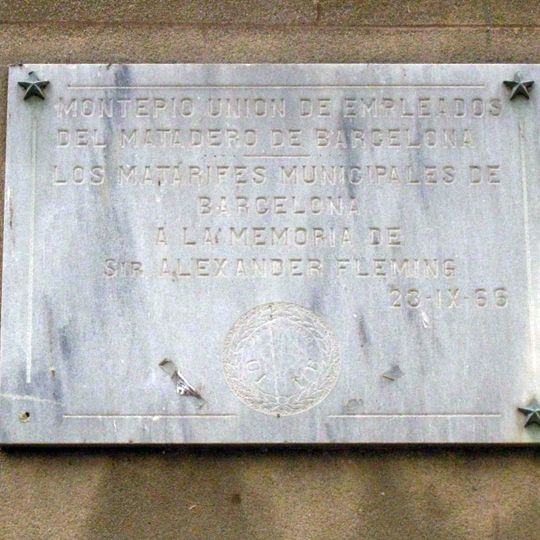 MONTEPIO UNION DE EMPLEADOS
DEL MATADERO DE BARCELONA
LOS MATARIFES MUNICIPALES DE
BARCELONA
A LA MEMORIA DE
SIR ALEXANDER FLEMING
23-IX-66